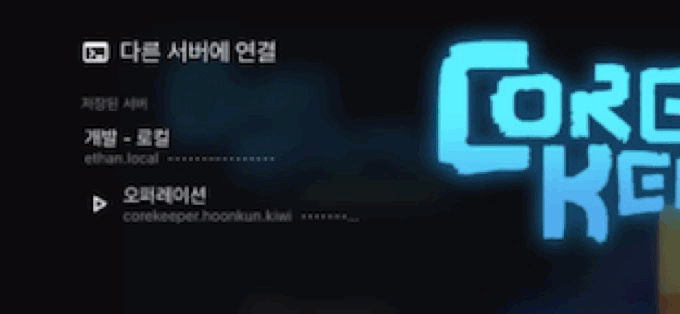 다른 서버에 연결
저장된 서버
개발 - 로컬
ethan.local
오퍼레이션
corekeeper.hoonkun.kiwi
CORE
KE